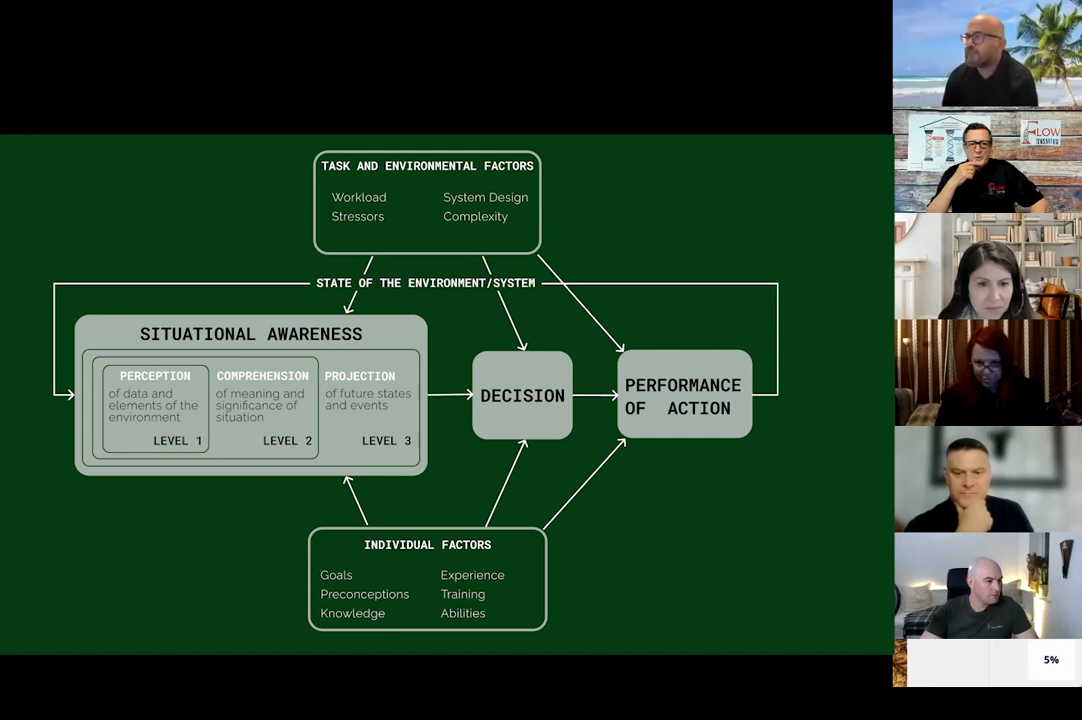 TASK AND ENVIRONMENTAL FACTORS
Workload System Design
Stressors Complexity
STATE OF THE ENVIRONMENT/SYSTEM
SITUATIONAL AWARENESS
PERCEPTION
of data and
elements of the
environment
LEVEL 1
COMPREHENSION
of meaning and
significance of
situation
LEVEL 2
PROJECTION
of future states
and events
LEVEL 3
DECISION
PERFORMANCE
OF ACTION
INDIVIDUAL FACTORS
Goals Experience
Preconceptions Training
Knowledge Abilities
FLOW
5%